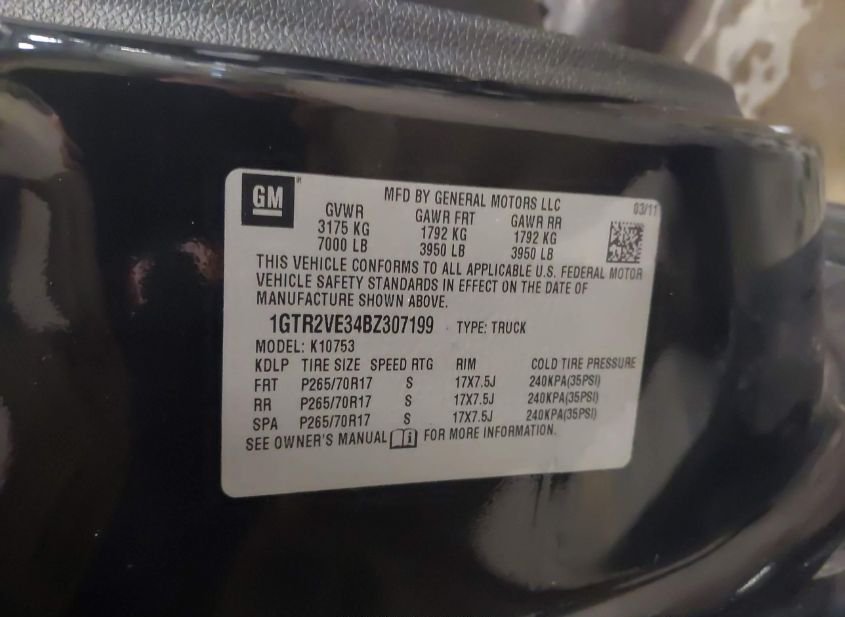 GM
MFD BY GENERAL MOTORS LLC
03/11
GVWR GAWR FRT GAWR RR
3175 KG 1792 KG 1792 KG
7000 LB 3950 LB 3950 LB
THIS VEHICLE CONFORMS TO ALL APPLICABLE U.S. FEDERAL MOTOR
VEHICLE SAFETY STANDARDS IN EFFECT ON THE DATE OF
MANUFACTURE SHOWN ABOVE.
1GTR2VE34BZ307199 TYPE: TRUCK
MODEL: K10753
KDLP TIRE SIZE SPEED RTG RIM COLD TIRE PRESSURE
FRT P265/70R17 S 17X7.5J 240KPA(35PSI)
RR P265/70R17 S 17X7.5J 240KPA(35PSI)
SPA P265/70R17 S 17X7.5J 240KPA(35PSI)
SEE OWNER'S MANUAL i FOR MORE INFORMATION.